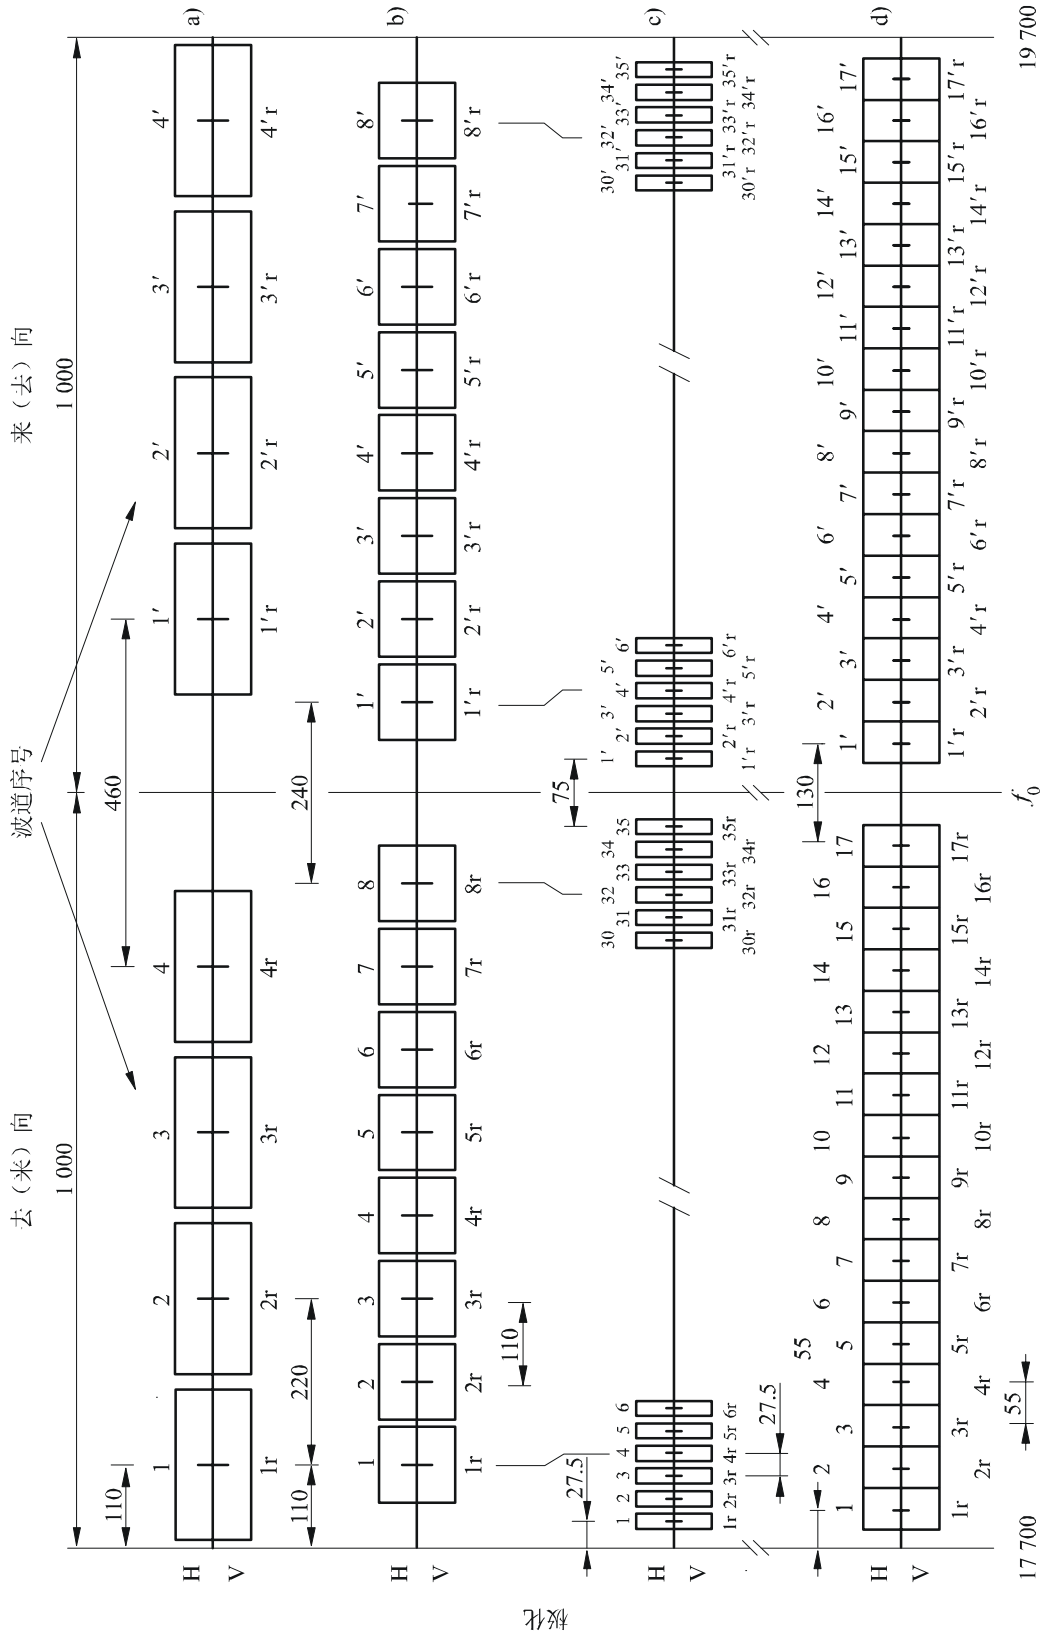 去（来）向 波道序号 来（去）向
1 000 1 000
110 460
1 2 3 4 1′ 2′ 3′ 4′
H a)
V
1r 2r 3r 4r 1′r 2′r 3′r 4′r
110 220 240
1 2 3 4 5 6 7 8 1′ 2′ 3′ 4′ 5′ 6′ 7′ 8′
H b)
V
1r 2r 3r 4r 5r 6r 7r 8r 1′r 2′r 3′r 4′r 5′r 6′r 7′r 8′r
110
极化
27.5 75
30 32 34 1′ 3′ 5′ 30′ 32′ 34′
1 2 3 4 5 6 31 33 35 2′ 4′ 6′ 31′ 33′ 35′
H c)
V
1r 2r 3r 4r 5r 6r 31r 33r 35r 2′r 4′r 6′r 31′r 33′r 35′r
30r 32r 34r 1′r 3′r 5′r 30′r 32′r 34′r
27.5
55 130
2 4 6 8 10 12 14 16 2′ 4′ 6′ 8′ 10′ 12′ 14′ 16′
1 3 5 7 9 11 13 15 17 1′ 3′ 5′ 7′ 9′ 11′ 13′ 15′ 17′
H d)
V
1r 3r 5r 7r 9r 11r 13r 15r 17r 1′r 3′r 5′r 7′r 9′r 11′r 13′r 15′r 17′r
2r 4r 6r 8r 10r 12r 14r 16r 2′r 4′r 6′r 8′r 10′r 12′r 14′r 16′r
55
17 700 f0 19 700